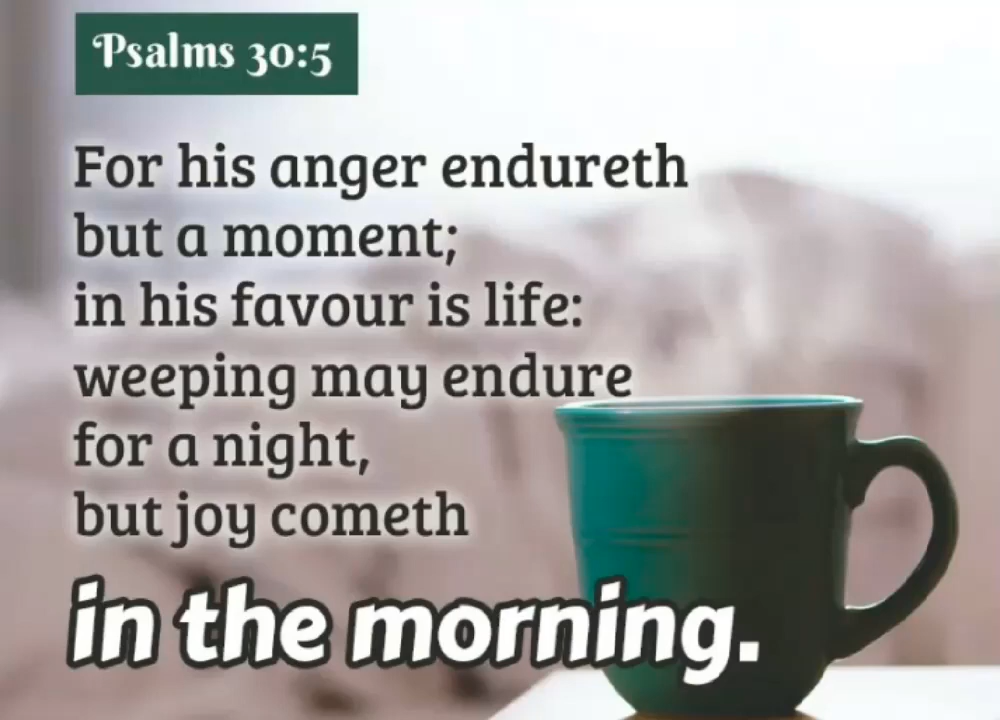 Psalms 30:5
For his anger endureth
but a moment;
in his favour is life:
weeping may endure
for a night,
but joy cometh
in the morning.